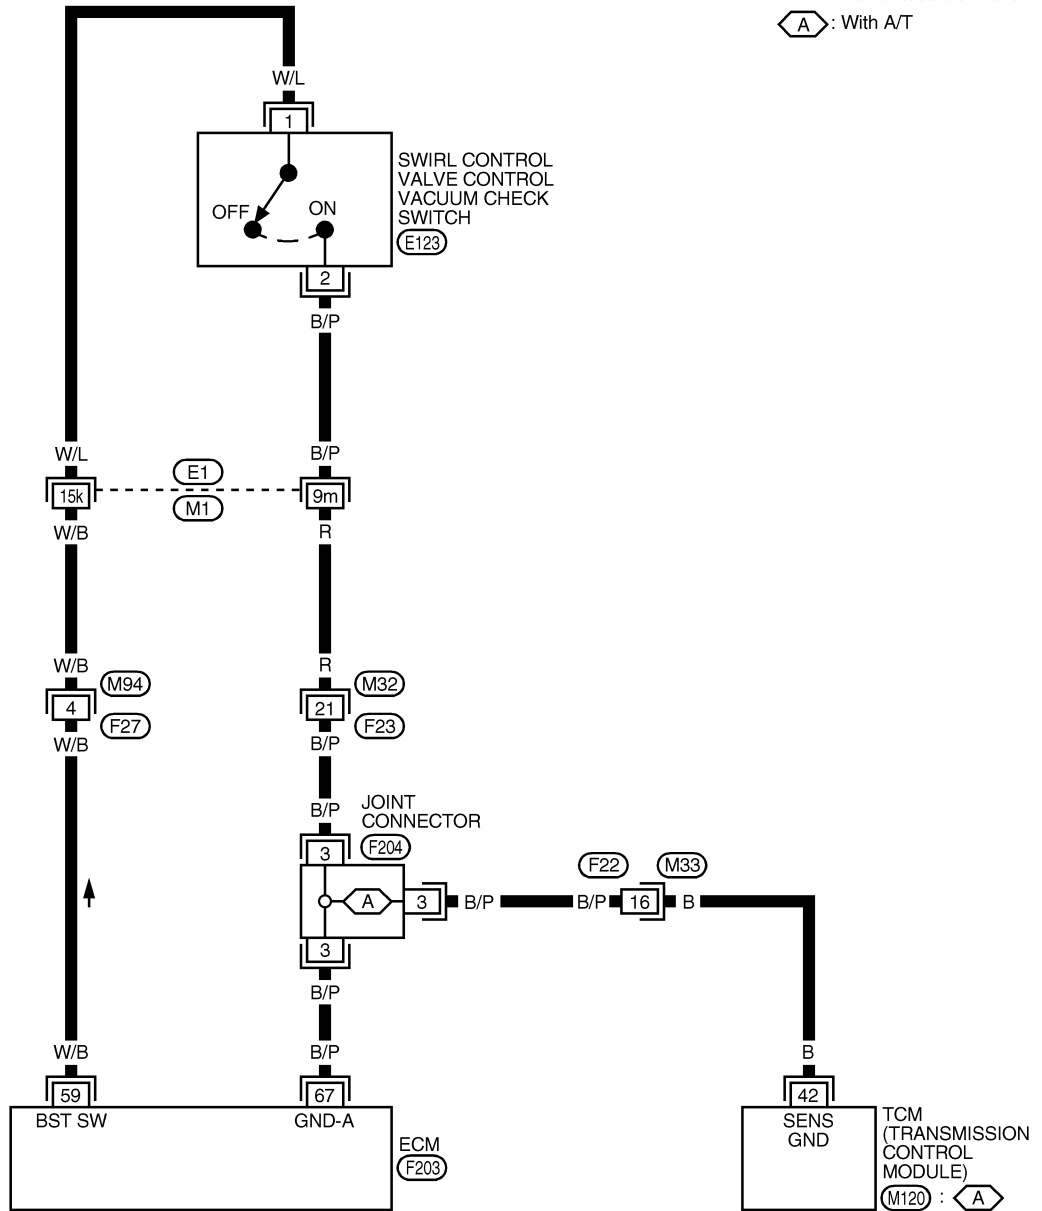 A : With A/T
W/L
1
SWIRL CONTROL
VALVE CONTROL
VACUUM CHECK
SWITCH
E123
OFF
ON
2
B/P
W/L
B/P
E1
15k
9m
M1
W/B
R
W/B
R
M94
M32
4
21
F27
F23
W/B
B/P
B/P
JOINT
CONNECTOR
F204
3
A
3
B/P
B/P
F22
M33
16
B
3
B/P
W/B
B/P
B
59
67
42
BST SW
GND-A
ECM
F203
SENS
GND
TCM
(TRANSMISSION
CONTROL
MODULE)
M120 : A